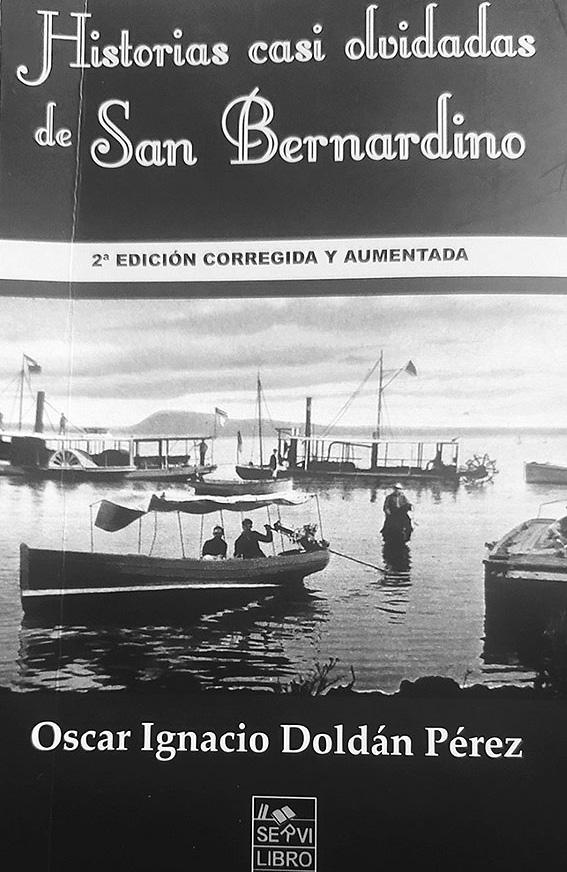 Historias casi olvidadas
de San Bernardino
2ª EDICIÓN CORREGIDA Y AUMENTADA
Oscar Ignacio Doldán Pérez
SERVI
LIBRO